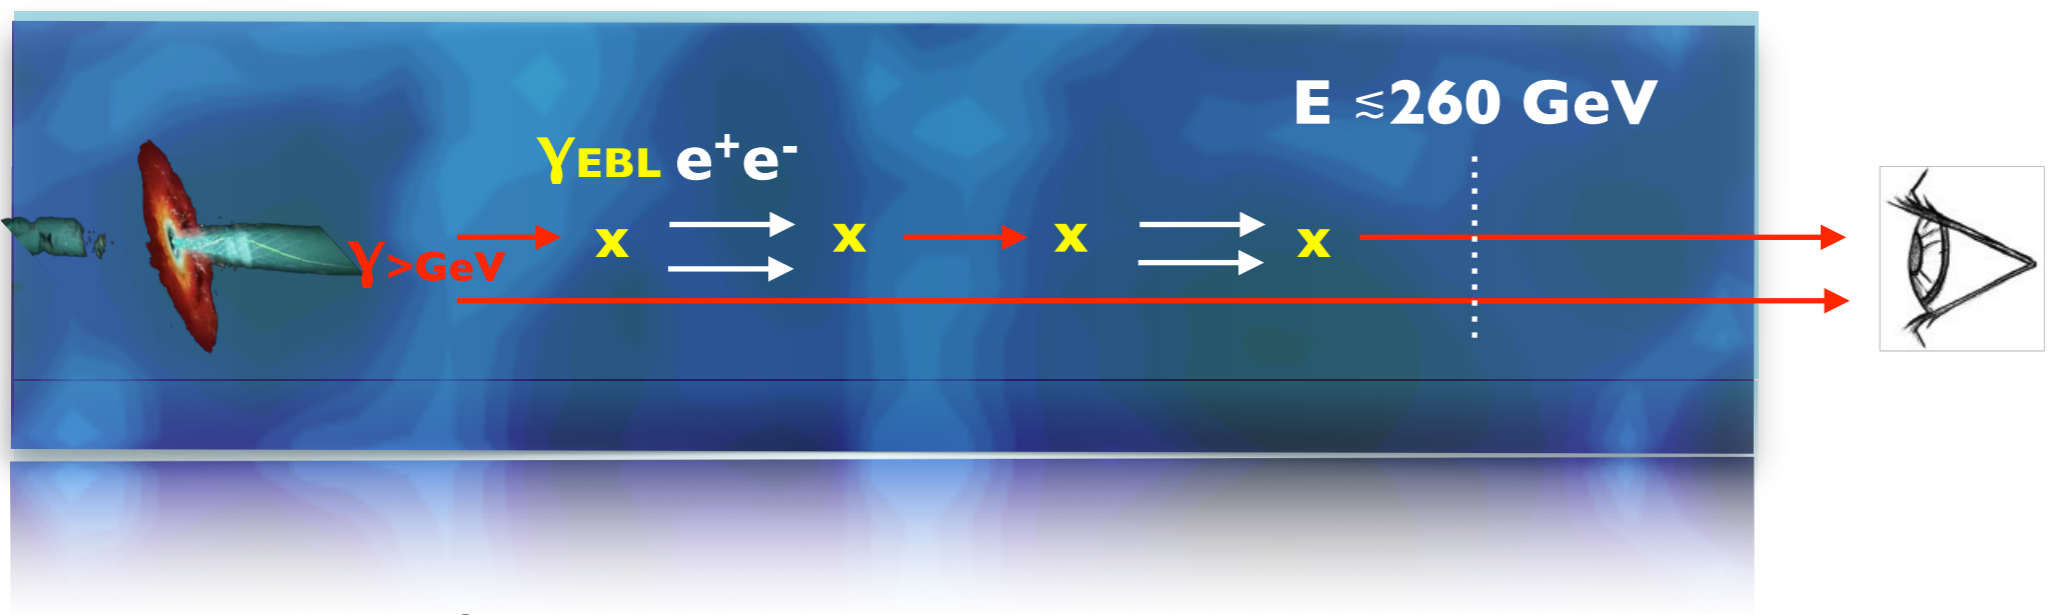 E ≲260 GeV
γEBL e⁺e⁻
x x x x
γ>GeV